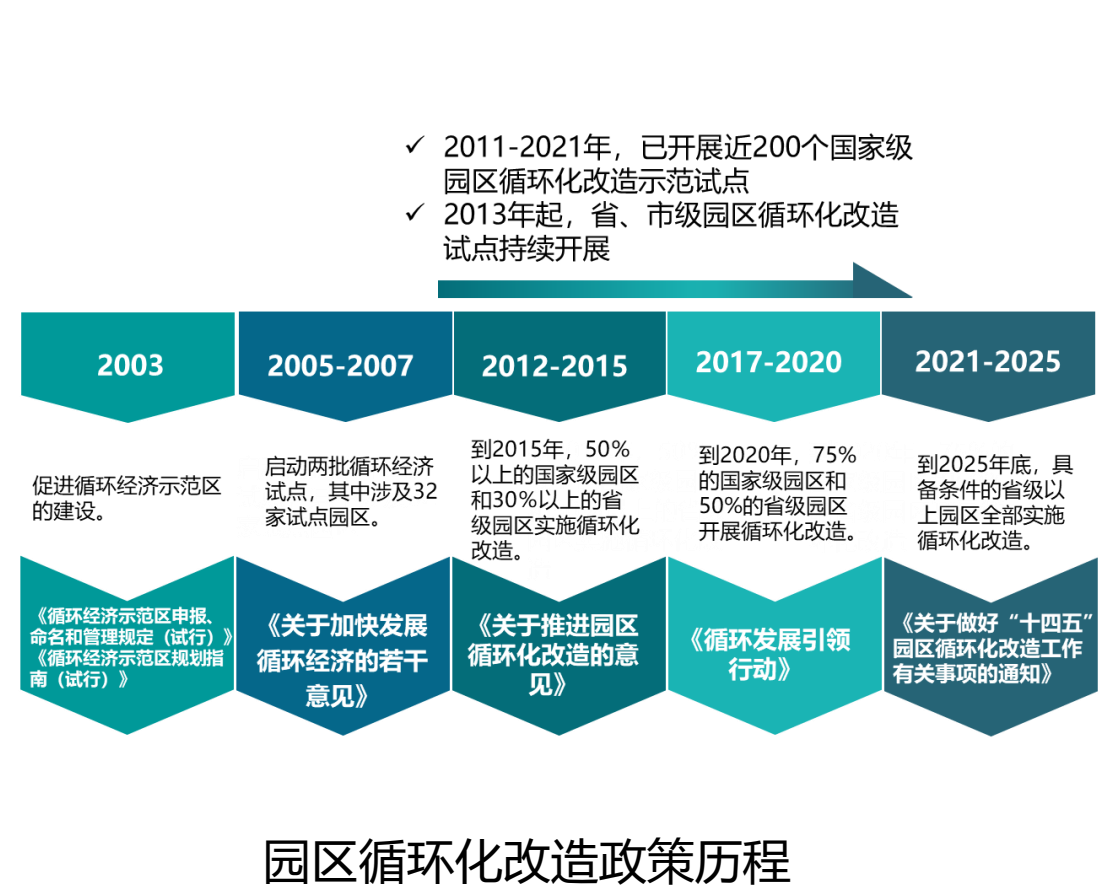 ✓ 2011-2021年，已开展近200个国家级
园区循环化改造示范试点
✓ 2013年起，省、市级园区循环化改造
试点持续开展
2003
2005-2007
2012-2015
2017-2020
2021-2025
促进循环经济示范区
的建设。
启动两批循环经济
试点，其中涉及32
家试点园区。
到2015年，50%
以上的国家级园区
和30%以上的省
级园区实施循环化
改造。
到2020年，75%
的国家级园区和
50%的省级园区
开展循环化改造。
到2025年底，具
备条件的省级以
上园区全部实施
循环化改造。
《循环经济示范区申报、
命名和管理规定（试行）》
《循环经济示范区规划指
南（试行）》
《关于加快发展
循环经济的若干
意见》
《关于推进园区
循环化改造的意
见》
《循环发展引领
行动》
《关于做好“十四五”
园区循环化改造工作
有关事项的通知》
园区循环化改造政策历程